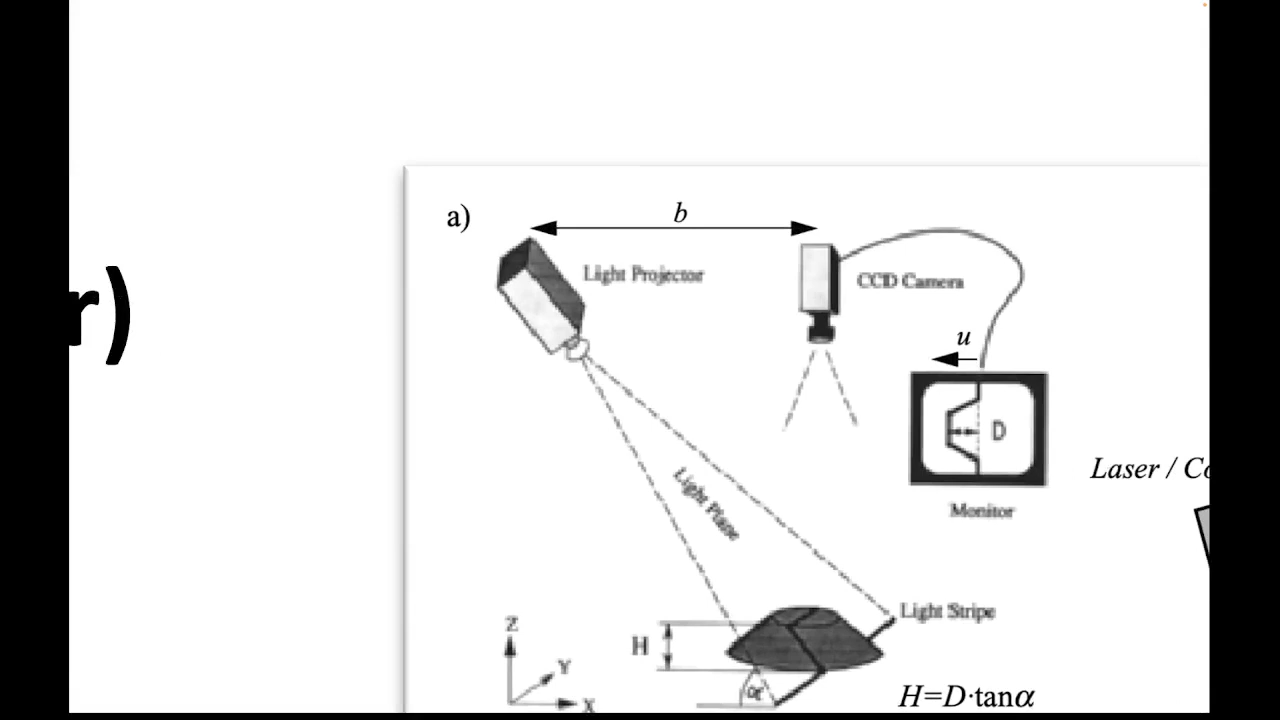 r)
a)
b
Light Projector
CCD Camera
u
D
Laser / Co
Light Plane
Monitor
Light Stripe
Z
H
Y
α
H=D·tanα
X